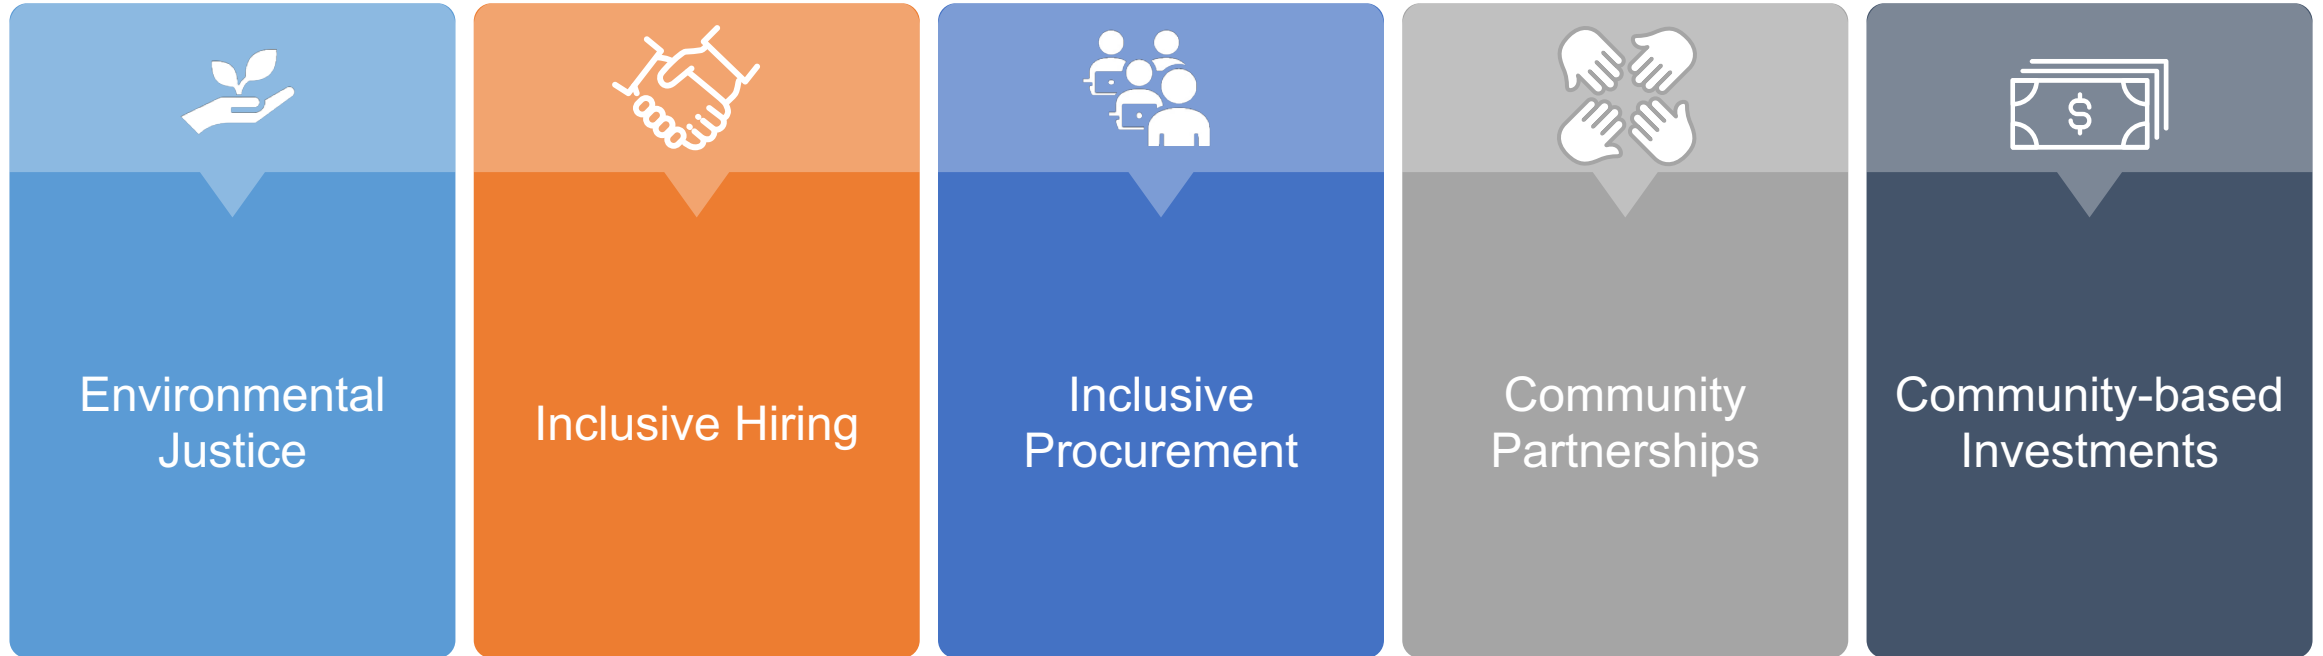 Environmental
Justice
Inclusive Hiring
Inclusive
Procurement
Community
Partnerships
Community-based
Investments
$